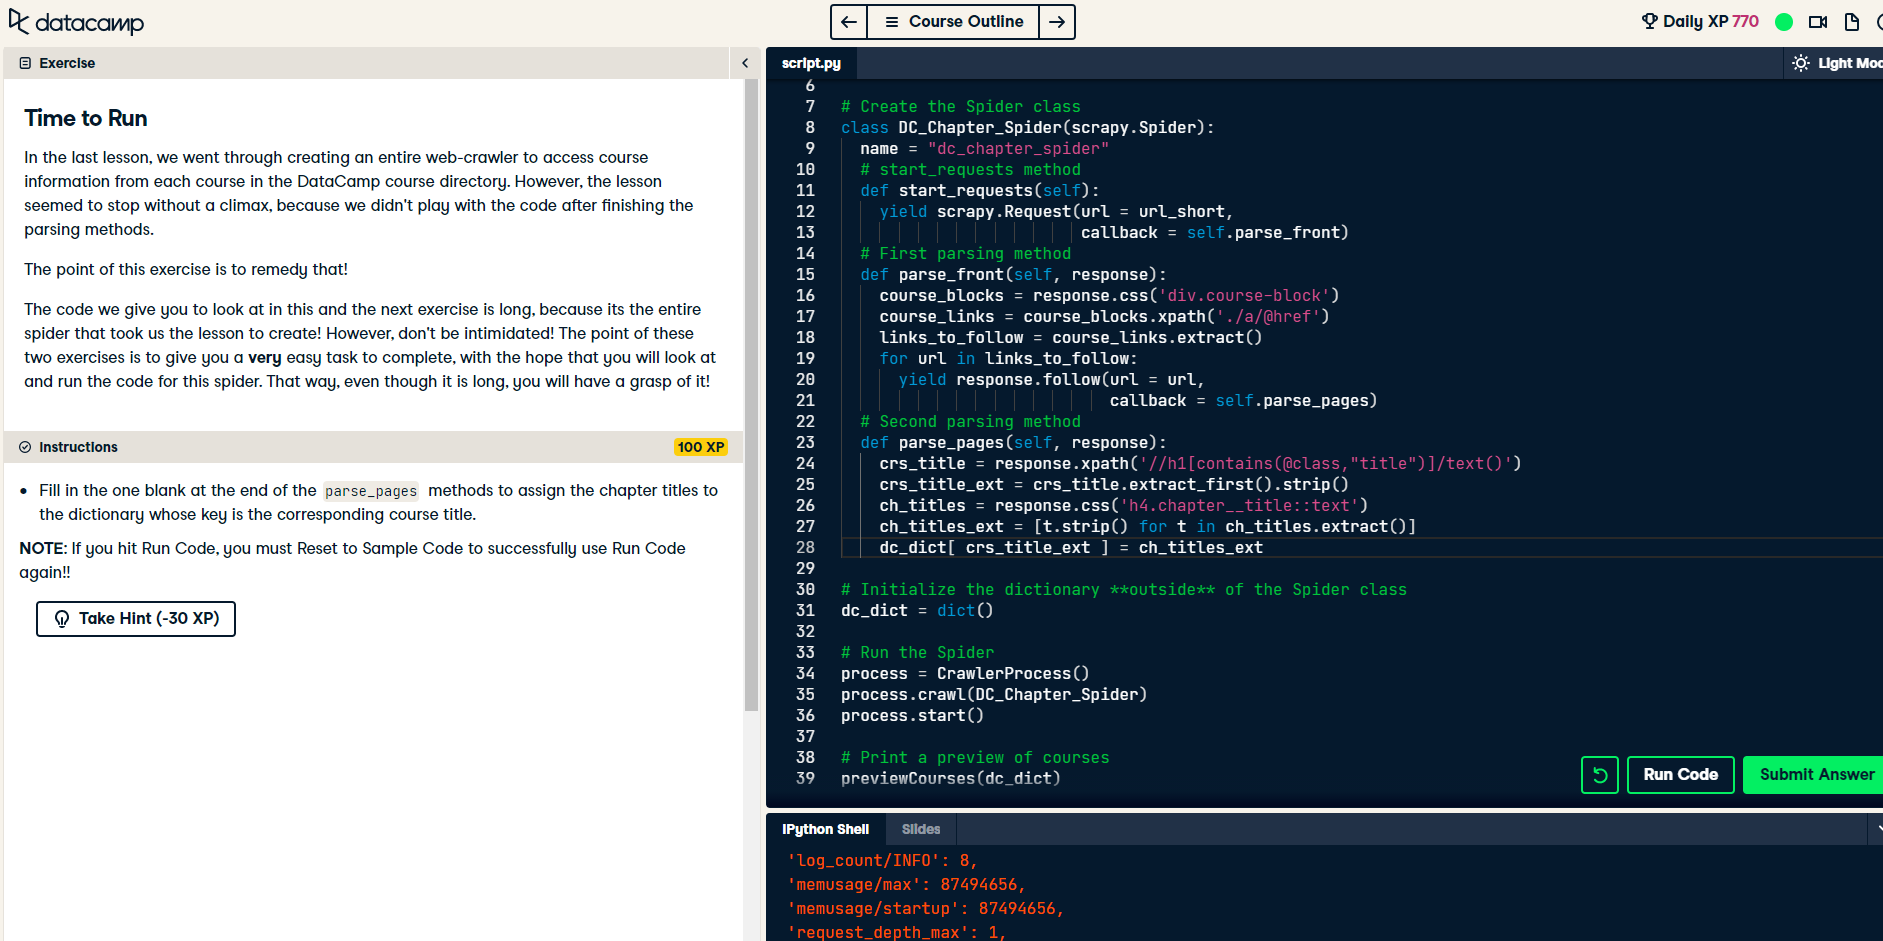 datacamp
Course Outline
Daily XP 770
Exercise
Time to Run
In the last lesson, we went through creating an entire web-crawler to access course
information from each course in the DataCamp course directory. However, the lesson
seemed to stop without a climax, because we didn't play with the code after finishing the
parsing methods.
The point of this exercise is to remedy that!
The code we give you to look at in this and the next exercise is long, because its the entire
spider that took us the lesson to create! However, don't be intimidated! The point of these
two exercises is to give you a very easy task to complete, with the hope that you will look at
and run the code for this spider. That way, even though it is long, you will have a grasp of it!
Instructions
100 XP
Fill in the one blank at the end of the parse_pages methods to assign the chapter titles to
the dictionary whose key is the corresponding course title.
NOTE: If you hit Run Code, you must Reset to Sample Code to successfully use Run Code
again!!
Take Hint (-30 XP)
script.py
Light Mod
6
7 # Create the Spider class
8 class DC_Chapter_Spider(scrapy.Spider):
9 name = "dc_chapter_spider"
10 # start_requests method
11 def start_requests(self):
12 yield scrapy.Request(url = url_short,
13 callback = self.parse_front)
14 # First parsing method
15 def parse_front(self, response):
16 course_blocks = response.css('div.course-block')
17 course_links = course_blocks.xpath('./a/@href')
18 links_to_follow = course_links.extract()
19 for url in links_to_follow:
20 yield response.follow(url = url,
21 callback = self.parse_pages)
22 # Second parsing method
23 def parse_pages(self, response):
24 crs_title = response.xpath('//h1[contains(@class,"title")]/text()')
25 crs_title_ext = crs_title.extract_first().strip()
26 ch_titles = response.css('h4.chapter__title::text')
27 ch_titles_ext = [t.strip() for t in ch_titles.extract()]
28 dc_dict[ crs_title_ext ] = ch_titles_ext
29
30 # Initialize the dictionary **outside** of the Spider class
31 dc_dict = dict()
32
33 # Run the Spider
34 process = CrawlerProcess()
35 process.crawl(DC_Chapter_Spider)
36 process.start()
37
38 # Print a preview of courses
39 previewCourses(dc_dict)
Run Code
Submit Answer
IPython Shell
Slides
'log_count/INFO': 8,
'memusage/max': 87494656,
'memusage/startup': 87494656,
'request_depth_max': 1,